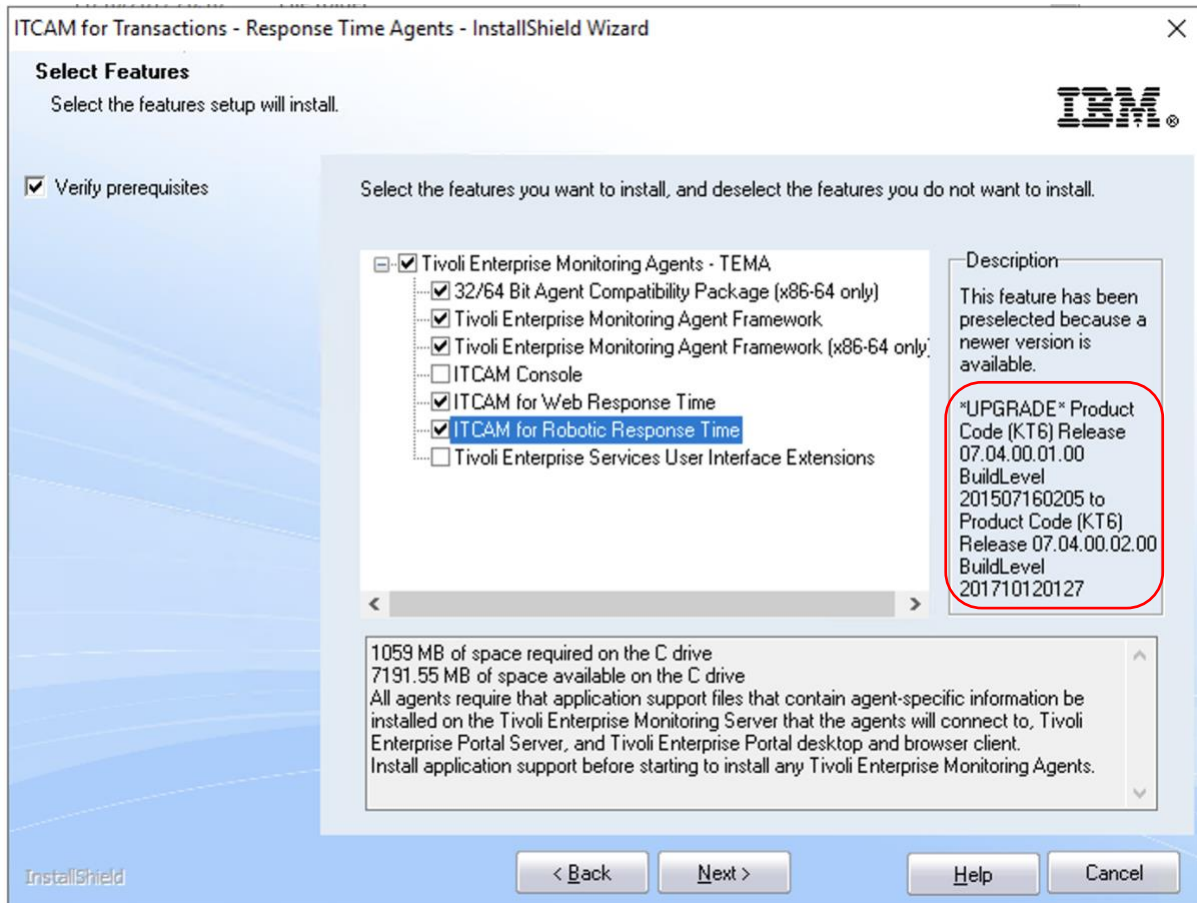 ITCAM for Transactions - Response Time Agents - InstallShield Wizard
Select Features
Select the features setup will install.
IBM®
Verify prerequisites
Select the features you want to install, and deselect the features you do not want to install.
Tivoli Enterprise Monitoring Agents - TEMA
32/64 Bit Agent Compatibility Package (x86-64 only)
Tivoli Enterprise Monitoring Agent Framework
Tivoli Enterprise Monitoring Agent Framework (x86-64 only)
ITCAM Console
ITCAM for Web Response Time
ITCAM for Robotic Response Time
Tivoli Enterprise Services User Interface Extensions
Description
This feature has been
preselected because a
newer version is
available.
*UPGRADE* Product
Code (KT6) Release
07.04.00.01.00
BuildLevel
201507160205 to
Product Code (KT6)
Release 07.04.00.02.00
BuildLevel
201710120127
1059 MB of space required on the C drive
7191.55 MB of space available on the C drive
All agents require that application support files that contain agent-specific information be
installed on the Tivoli Enterprise Monitoring Server that the agents will connect to, Tivoli
Enterprise Portal Server, and Tivoli Enterprise Portal desktop and browser client.
Install application support before starting to install any Tivoli Enterprise Monitoring Agents.
InstallShield
< Back
Next >
Help
Cancel